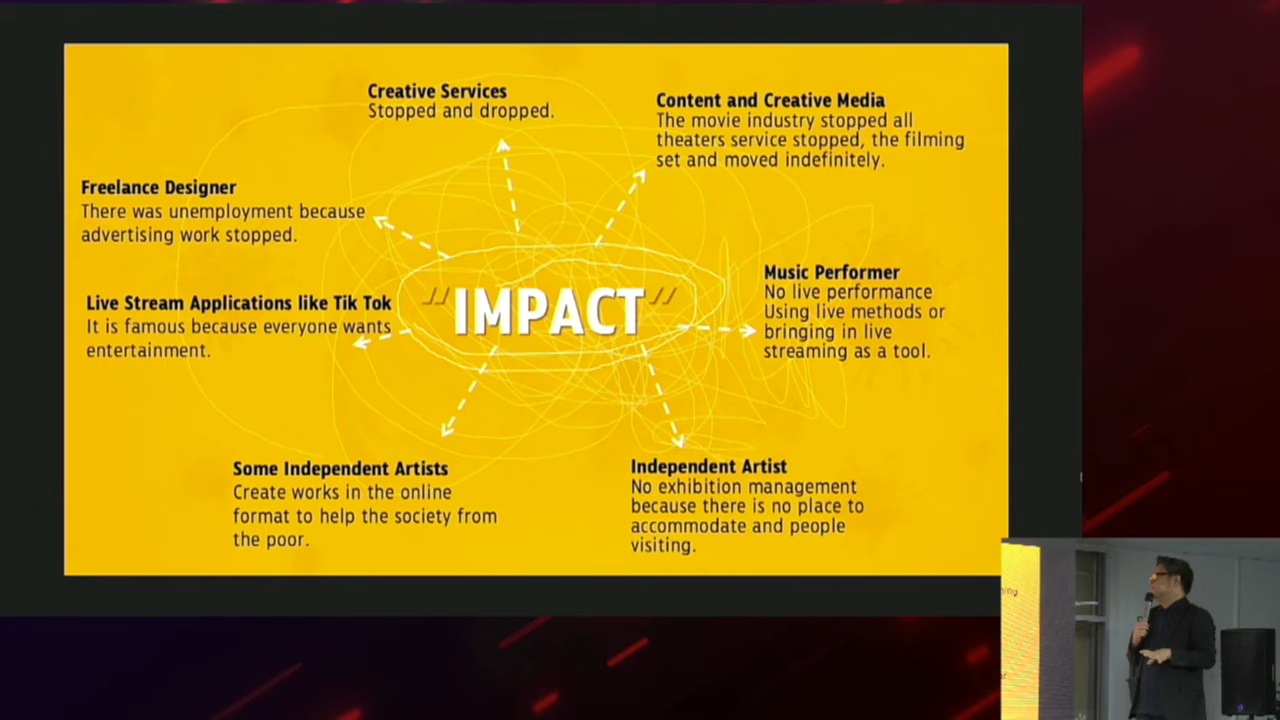 Creative Services
Stopped and dropped.
Content and Creative Media
The movie industry stopped all
theaters service stopped, the filming
set and moved indefinitely.
Freelance Designer
There was unemployment because
advertising work stopped.
Live Stream Applications like Tik Tok
It is famous because everyone wants
entertainment.
"IMPACT"
Music Performer
No live performance
Using live methods or
bringing in live
streaming as a tool.
Some Independent Artists
Create works in the online
format to help the society from
the poor.
Independent Artist
No exhibition management
because there is no place to
accommodate and people
visiting.